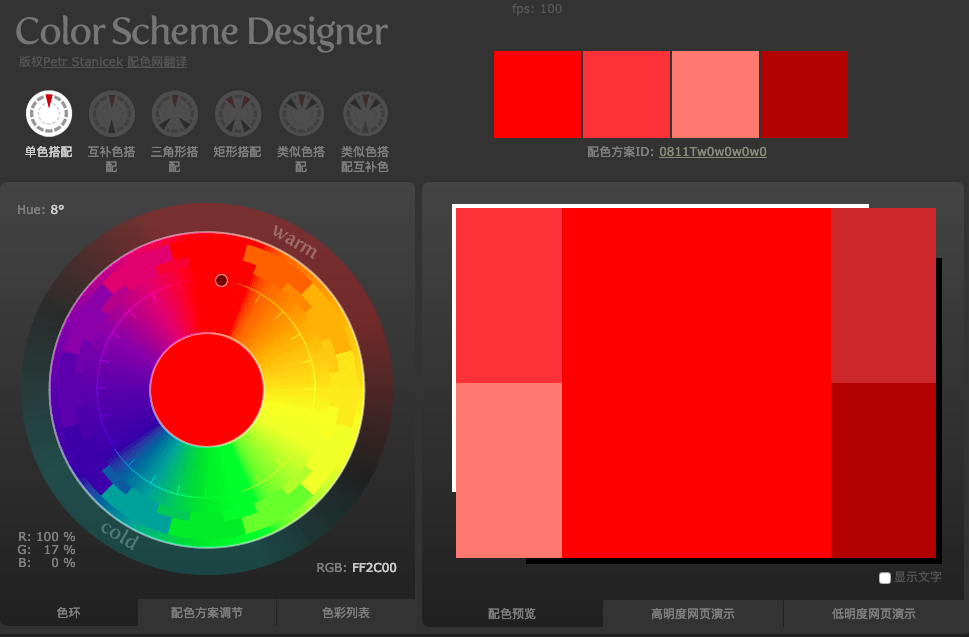 fps: 100
Color Scheme Designer
版权Petr Stanicek 配色网翻译
单色搭配
互补色搭
配
三角形搭
配
矩形搭配
类似色搭
配
类似色搭
配互补色
配色方案ID: 0811Tw0w0w0w0
Hue: 8°
warm
cold
R: 100 %
G: 17 %
B: 0 %
RGB: FF2C00
显示文字
色环
配色方案调节
色彩列表
配色预览
高明度网页演示
低明度网页演示